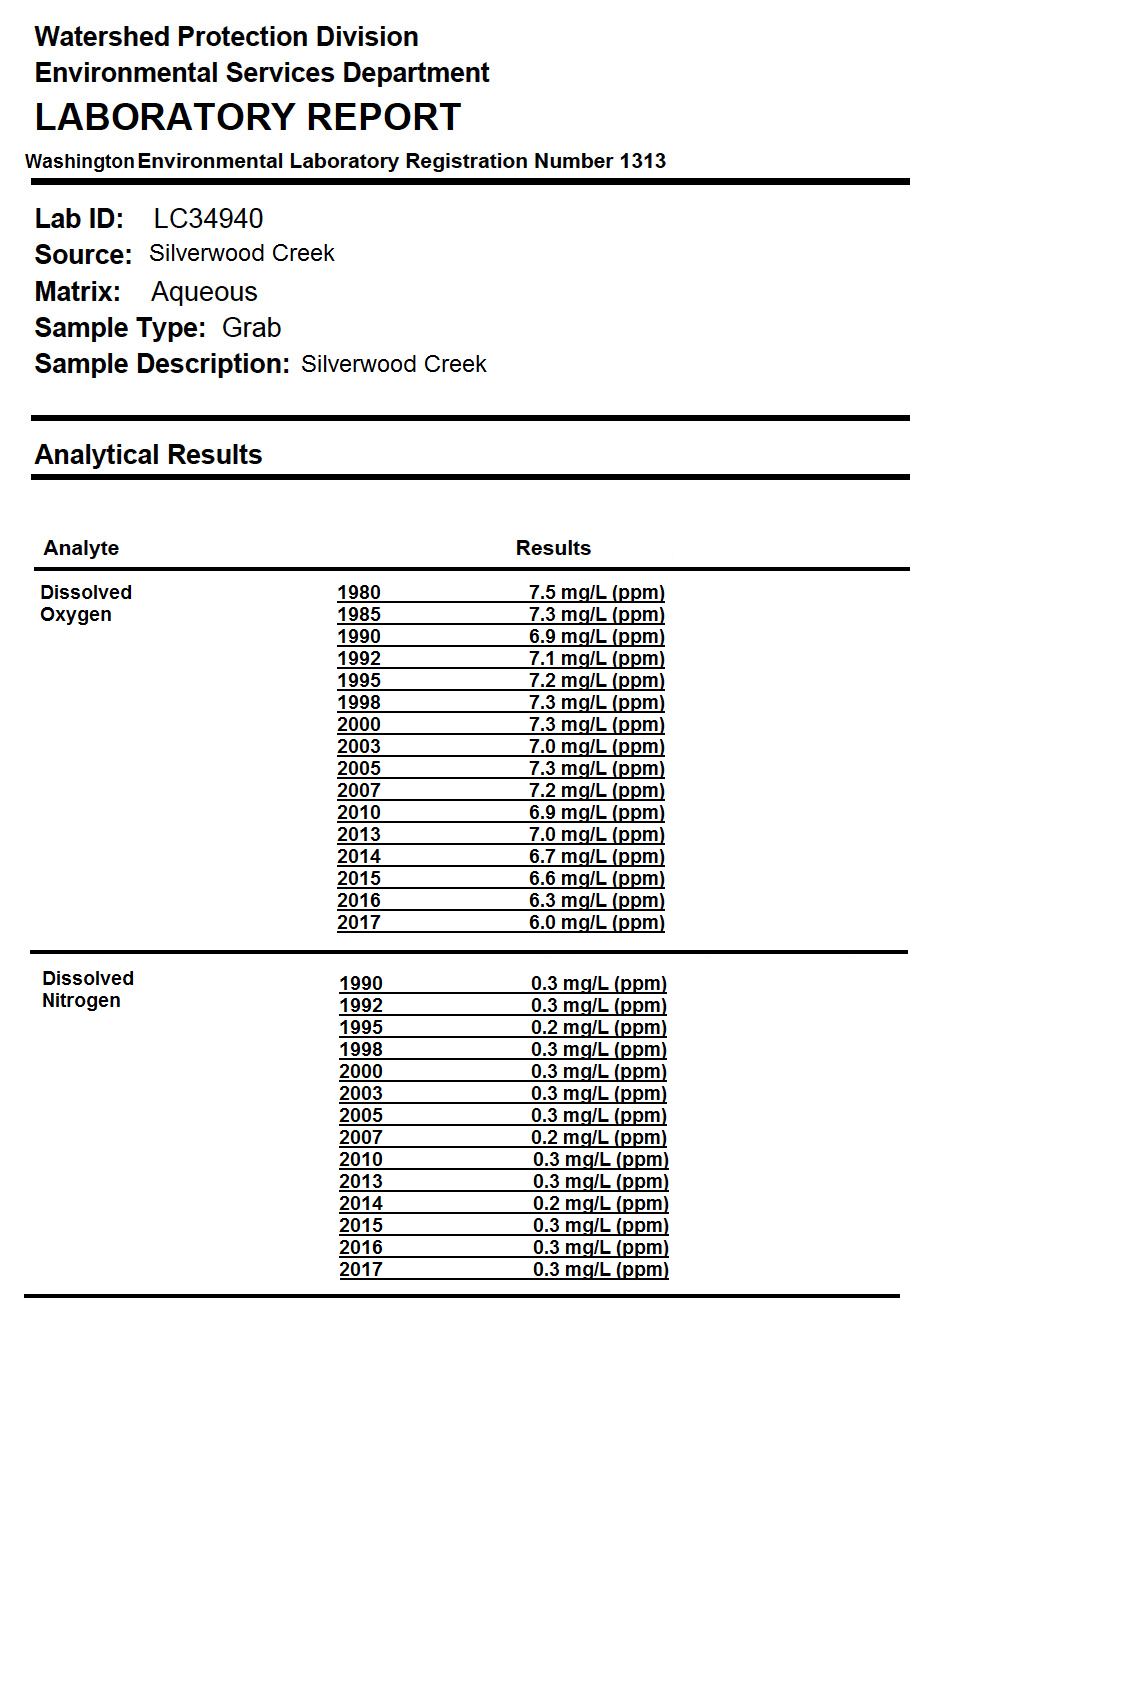 Watershed Protection Division
Environmental Services Department
LABORATORY REPORT
Washington Environmental Laboratory Registration Number 1313
Lab ID: LC34940
Source: Silverwood Creek
Matrix: Aqueous
Sample Type: Grab
Sample Description: Silverwood Creek
Analytical Results
Analyte Results
Dissolved 1980 7.5 mg/L (ppm)
Oxygen 1985 7.3 mg/L (ppm)
1990 6.9 mg/L (ppm)
1992 7.1 mg/L (ppm)
1995 7.2 mg/L (ppm)
1998 7.3 mg/L (ppm)
2000 7.3 mg/L (ppm)
2003 7.0 mg/L (ppm)
2005 7.3 mg/L (ppm)
2007 7.2 mg/L (ppm)
2010 6.9 mg/L (ppm)
2013 7.0 mg/L (ppm)
2014 6.7 mg/L (ppm)
2015 6.6 mg/L (ppm)
2016 6.3 mg/L (ppm)
2017 6.0 mg/L (ppm)
Dissolved 1990 0.3 mg/L (ppm)
Nitrogen 1992 0.3 mg/L (ppm)
1995 0.2 mg/L (ppm)
1998 0.3 mg/L (ppm)
2000 0.3 mg/L (ppm)
2003 0.3 mg/L (ppm)
2005 0.3 mg/L (ppm)
2007 0.2 mg/L (ppm)
2010 0.3 mg/L (ppm)
2013 0.3 mg/L (ppm)
2014 0.2 mg/L (ppm)
2015 0.3 mg/L (ppm)
2016 0.3 mg/L (ppm)
2017 0.3 mg/L (ppm)